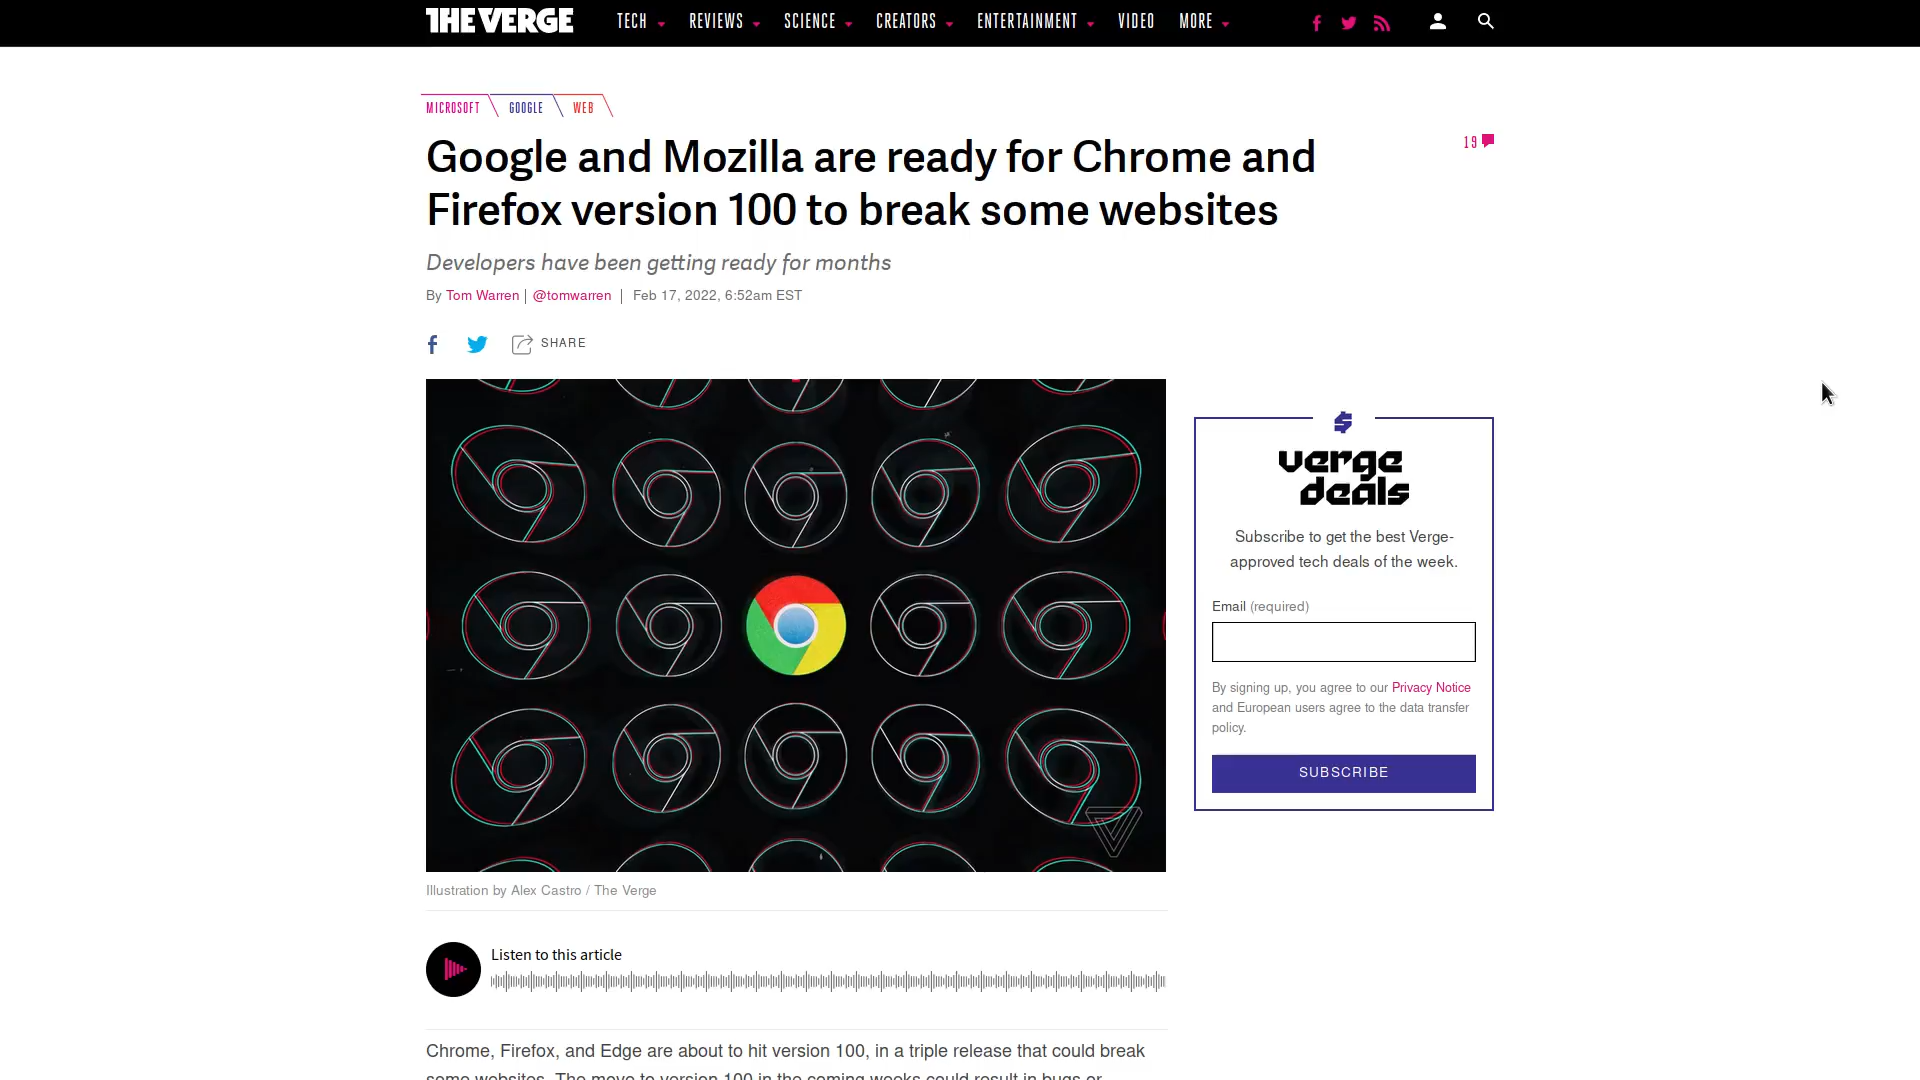 THE VERGE
TECH REVIEWS SCIENCE CREATORS ENTERTAINMENT VIDEO MORE
MICROSOFT GOOGLE WEB
Google and Mozilla are ready for Chrome and
Firefox version 100 to break some websites
19
Developers have been getting ready for months
By Tom Warren | @tomwarren | Feb 17, 2022, 6:52am EST
SHARE
verge
deals
Subscribe to get the best Verge-
approved tech deals of the week.
Email (required)
By signing up, you agree to our Privacy Notice
and European users agree to the data transfer
policy.
SUBSCRIBE
Illustration by Alex Castro / The Verge
Listen to this article
Chrome, Firefox, and Edge are about to hit version 100, in a triple release that could break
some websites. The move to version 100 in the coming weeks could result in bugs or